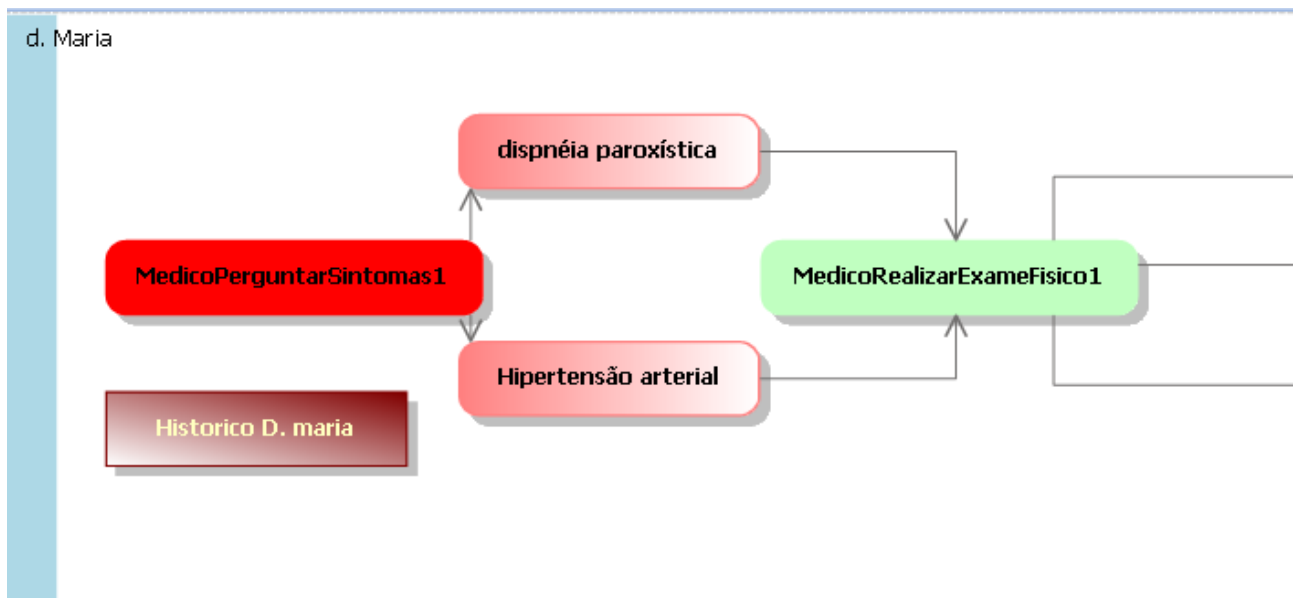 d. Maria
dispnéia paroxística
MedicoPerguntarSintomas1
MedicoRealizarExameFisico1
Hipertensão arterial
Historico D. maria